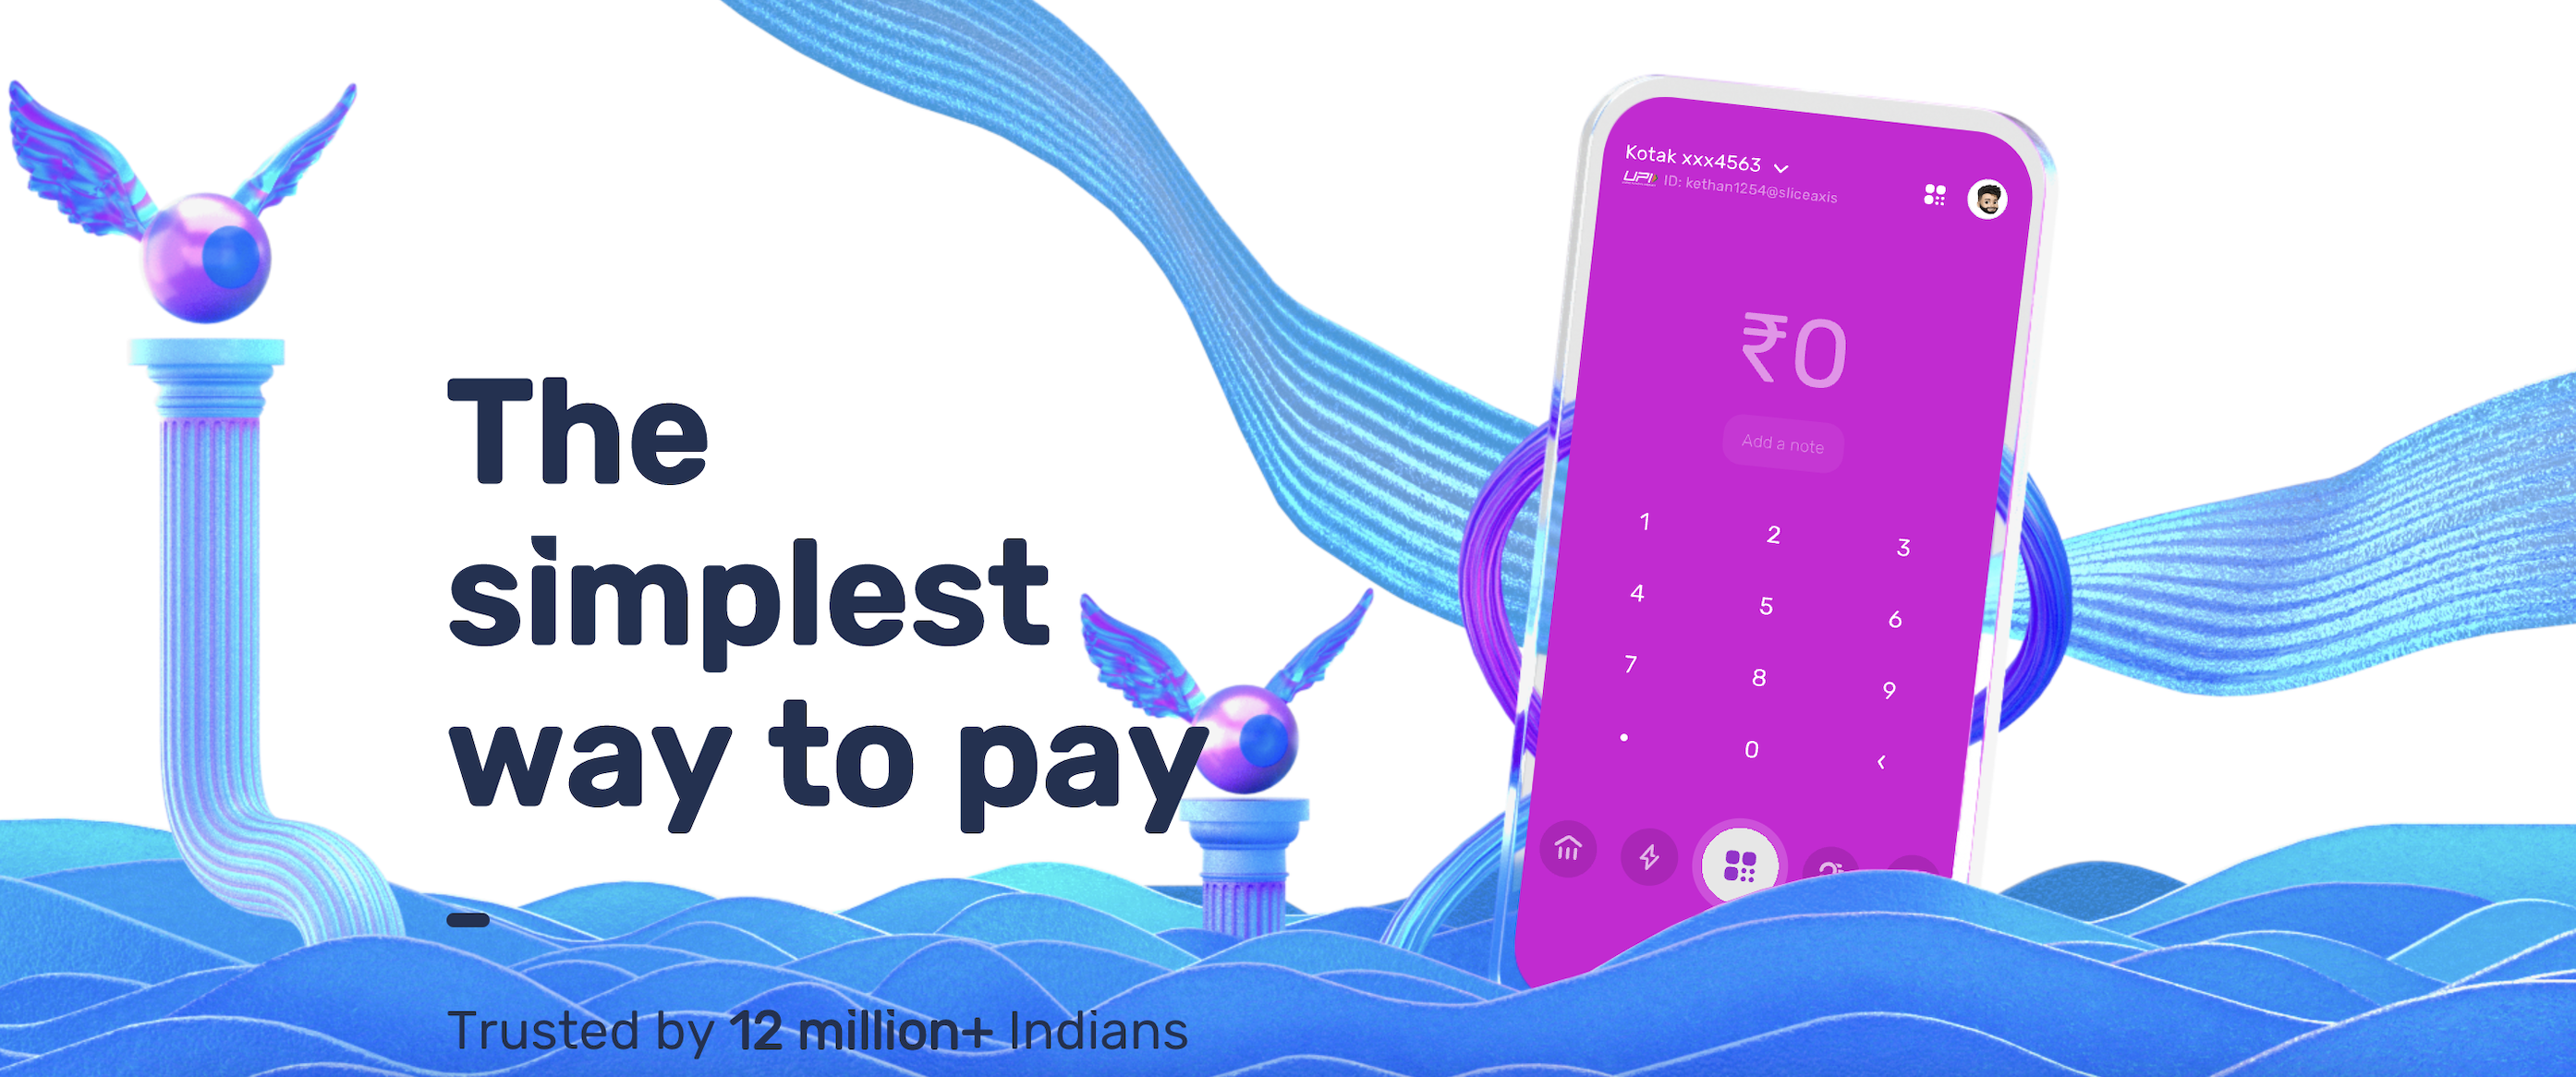 The
simplest
way to pay
Trusted by 12 million+ Indians
Kotak xxx4563
UPI ID: kethan1254@sliceaxis
₹0
Add a note
1 2 3
4 5 6
7 8 9
• 0 ‹